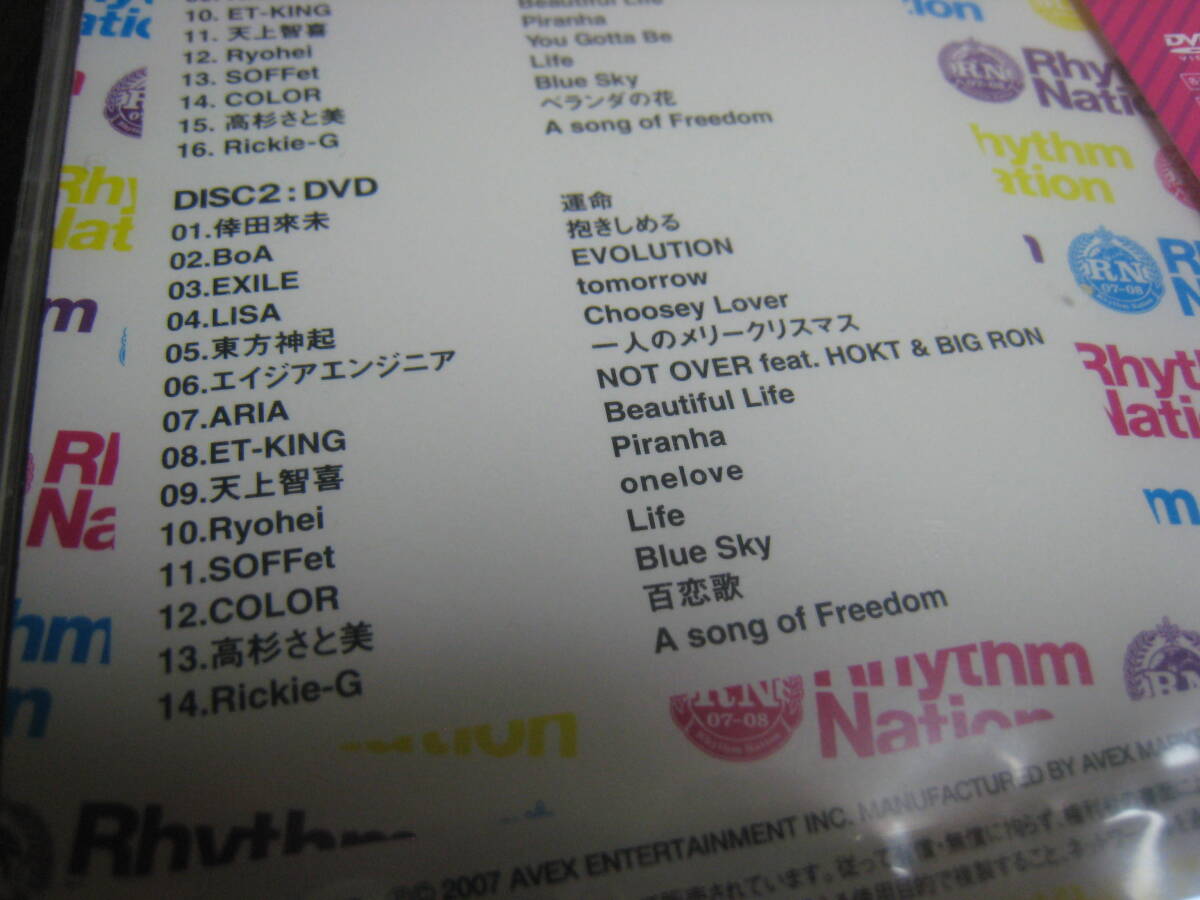 10. ET-KING Beautiful Life
11. 天上智喜 Piranha
12. Ryohei You Gotta Be
13. SOFFet Life
14. COLOR Blue Sky
15. 高杉さと美 ベランダの花
16. Rickie-G A song of Freedom
DISC2:DVD
01.倖田來未 運命
02.BoA 抱きしめる
03.EXILE EVOLUTION
04.LISA tomorrow
05.東方神起 Choosey Lover
06.エイジアエンジニア 一人のメリークリスマス
07.ARIA NOT OVER feat. HOKT & BIG RON
08.ET-KING Beautiful Life
09.天上智喜 Piranha
10.Ryohei onelove
11.SOFFet Life
12.COLOR Blue Sky
13.高杉さと美 百恋歌
14.Rickie-G A song of Freedom
Rhythm
Nation
R.N
07-08
Rhythm Nation
Rhythm
℗© 2007 AVEX ENTERTAINMENT INC. MANUFACTURED BY AVEX
DVD